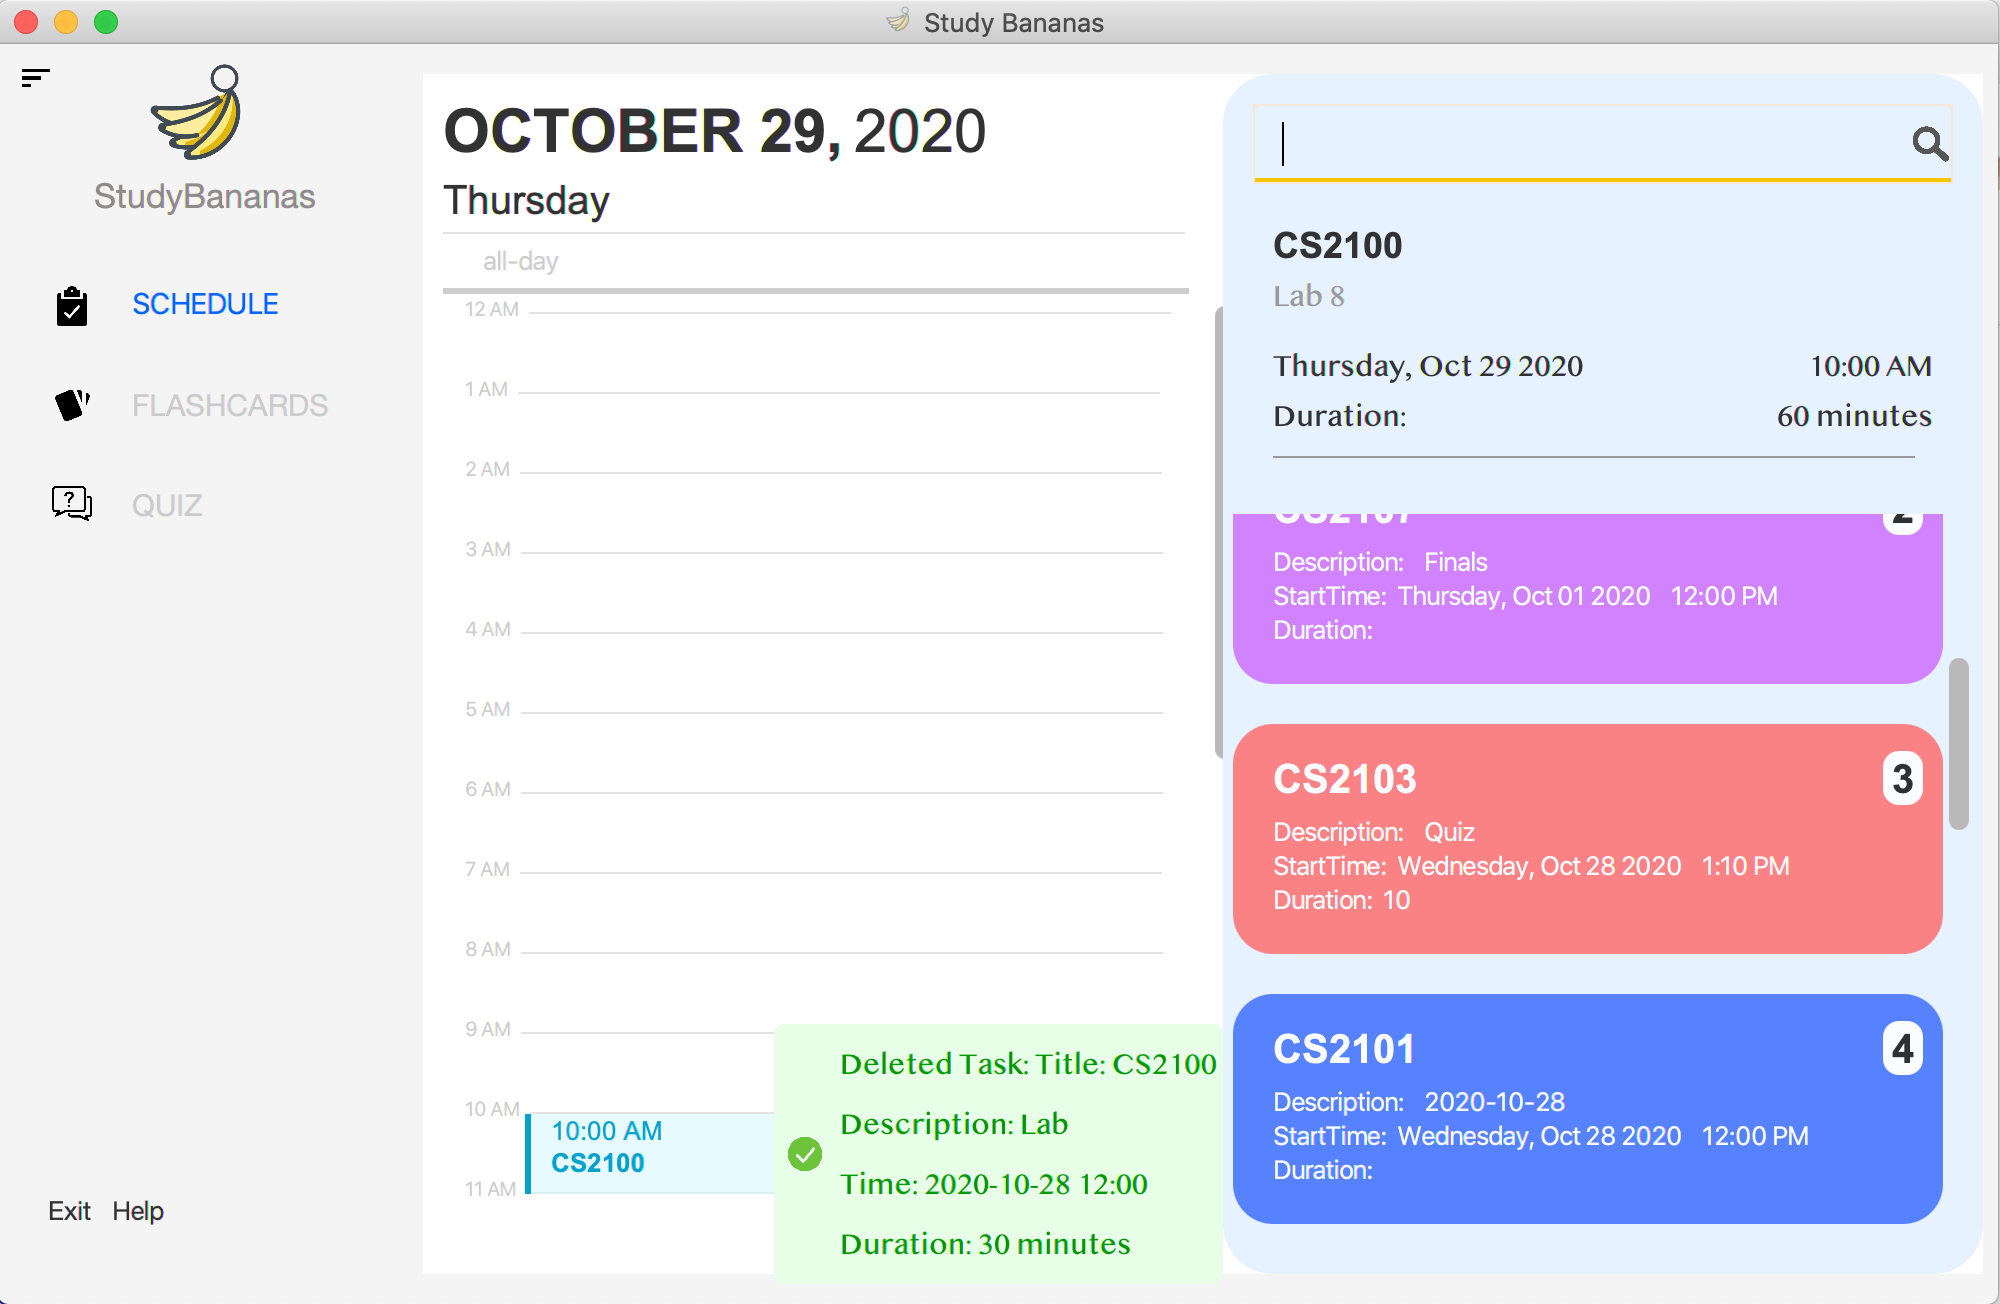 Study Bananas
StudyBananas
SCHEDULE
FLASHCARDS
QUIZ
Exit Help
OCTOBER 29, 2020
Thursday
all-day
12 AM
1 AM
2 AM
3 AM
4 AM
5 AM
6 AM
7 AM
8 AM
9 AM
10 AM
10:00 AM
CS2100
11 AM
Deleted Task: Title: CS2100
Description: Lab
Time: 2020-10-28 12:00
Duration: 30 minutes
CS2100
Lab 8
Thursday, Oct 29 2020 10:00 AM
Duration: 60 minutes
CS2107 2
Description: Finals
StartTime: Thursday, Oct 01 2020 12:00 PM
Duration:
CS2103 3
Description: Quiz
StartTime: Wednesday, Oct 28 2020 1:10 PM
Duration: 10
CS2101 4
Description: 2020-10-28
StartTime: Wednesday, Oct 28 2020 12:00 PM
Duration: